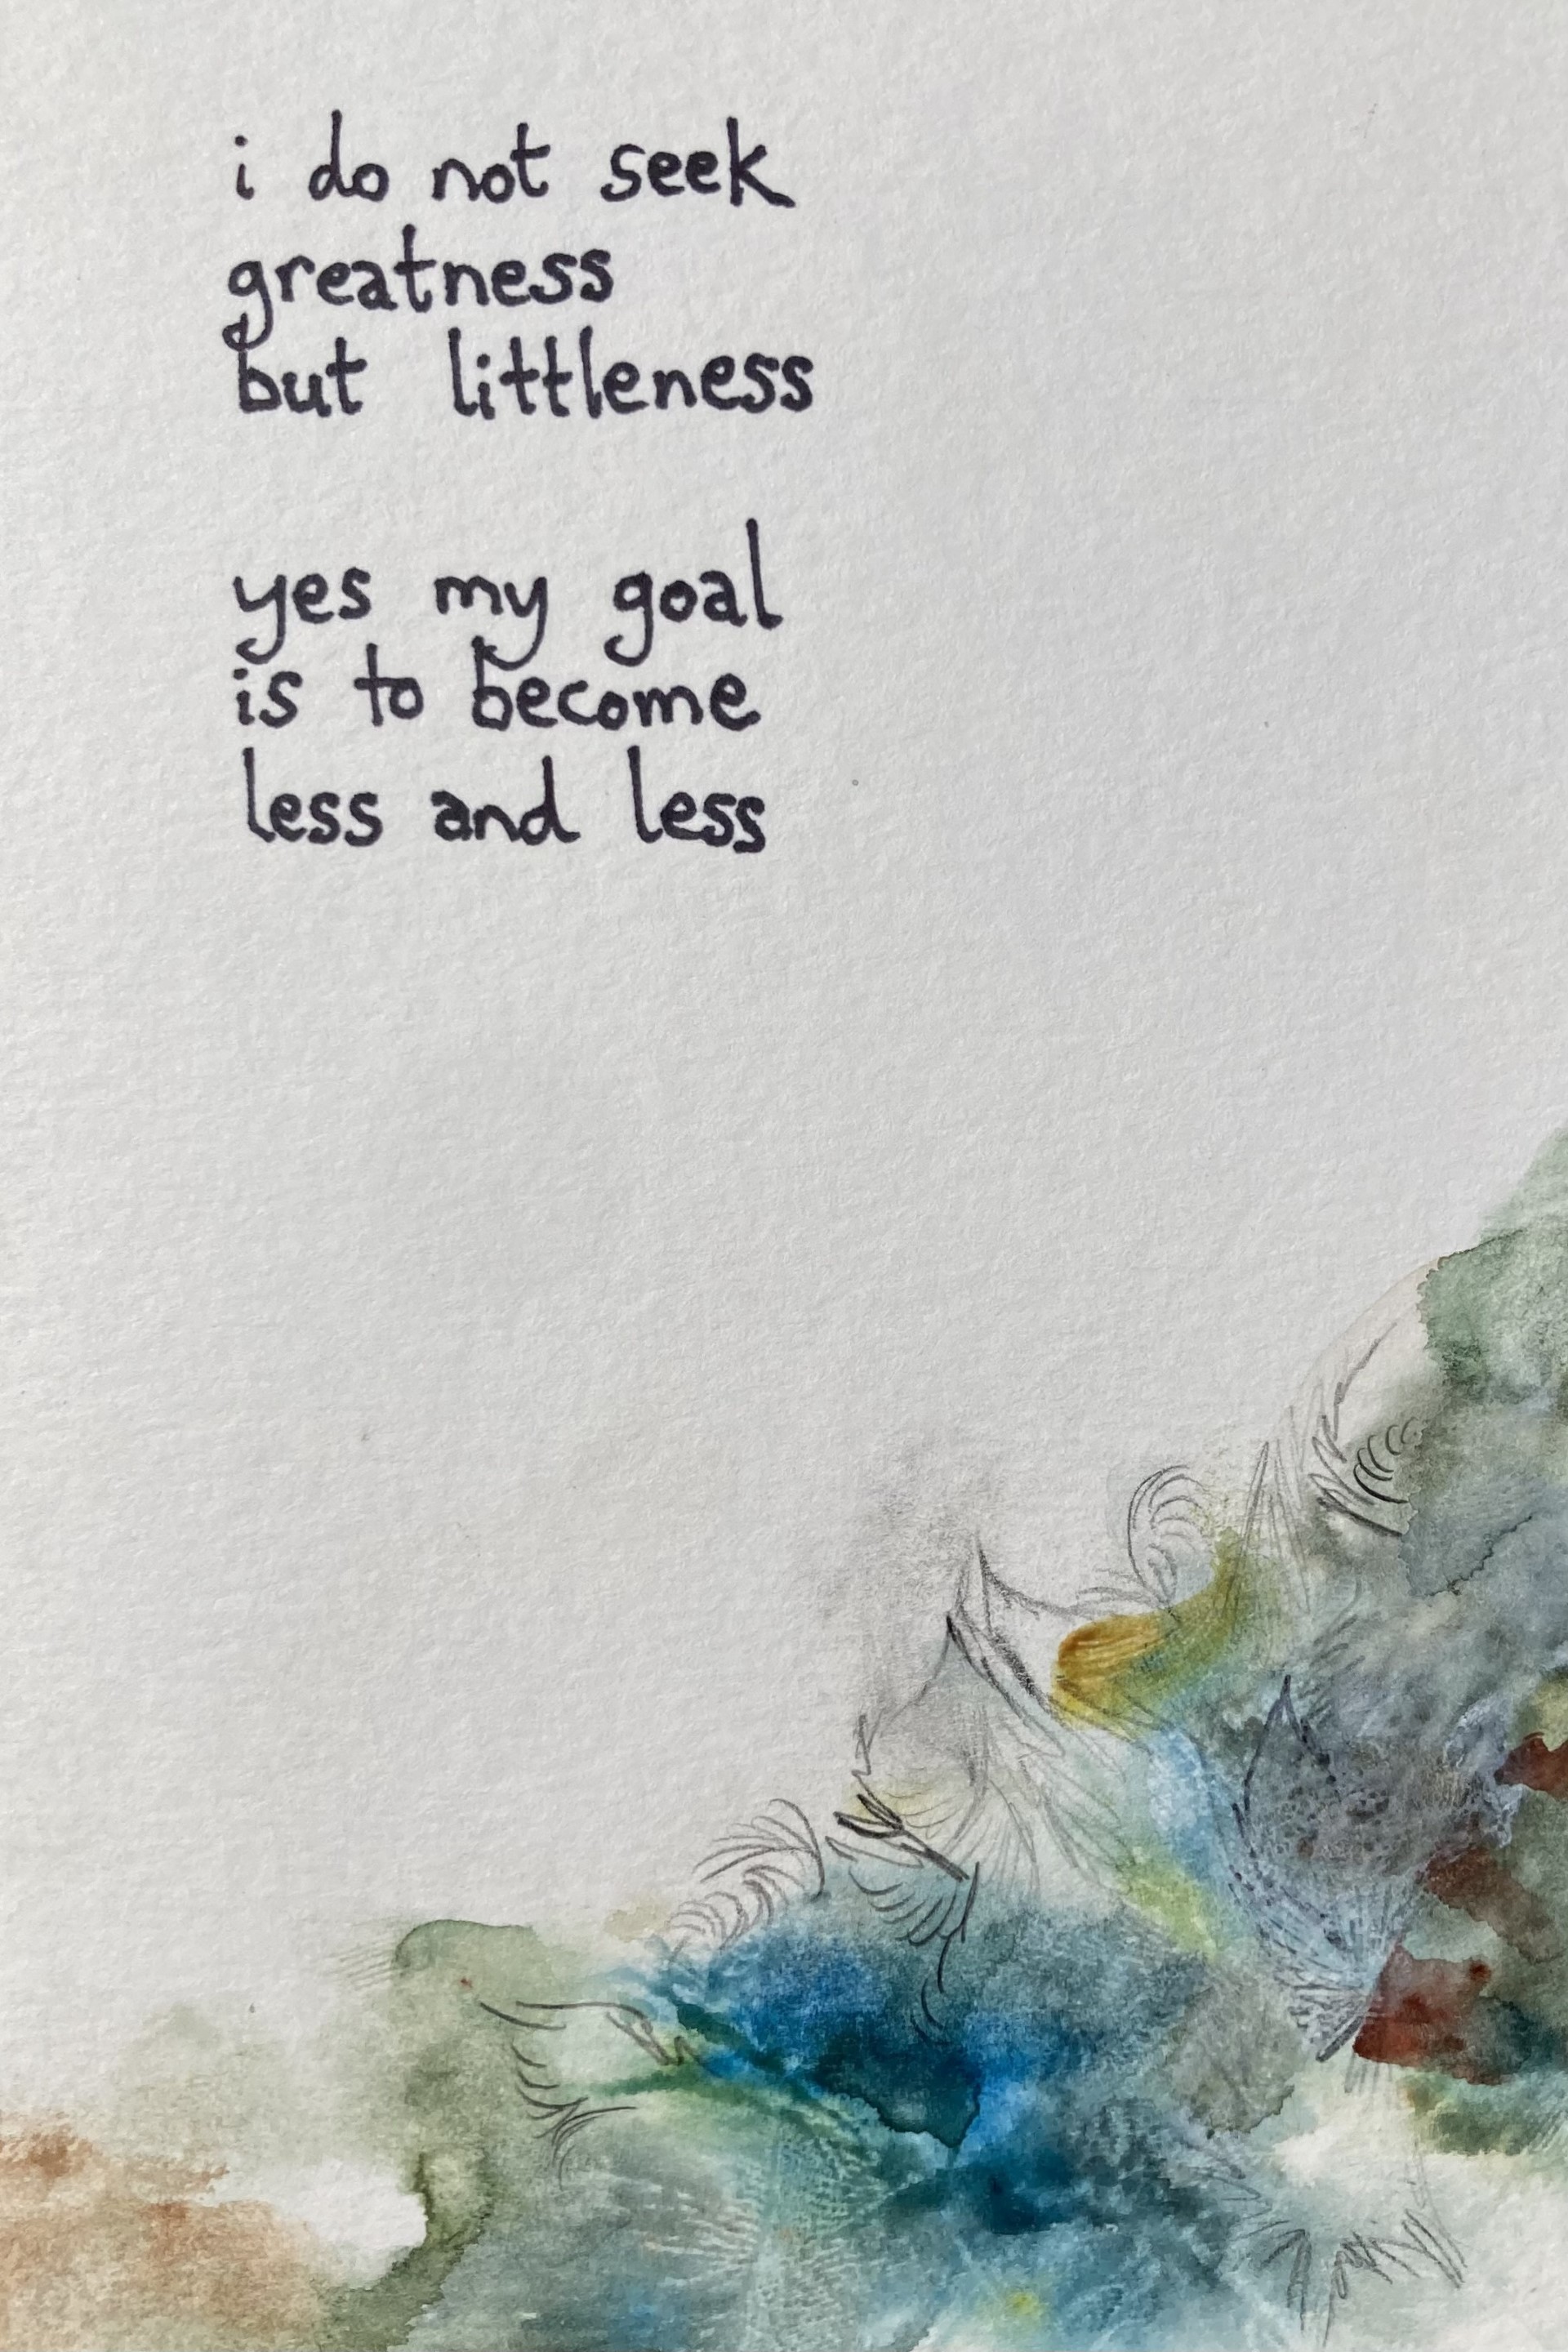 i do not seek
greatness
but littleness
yes my goal
is to become
less and less